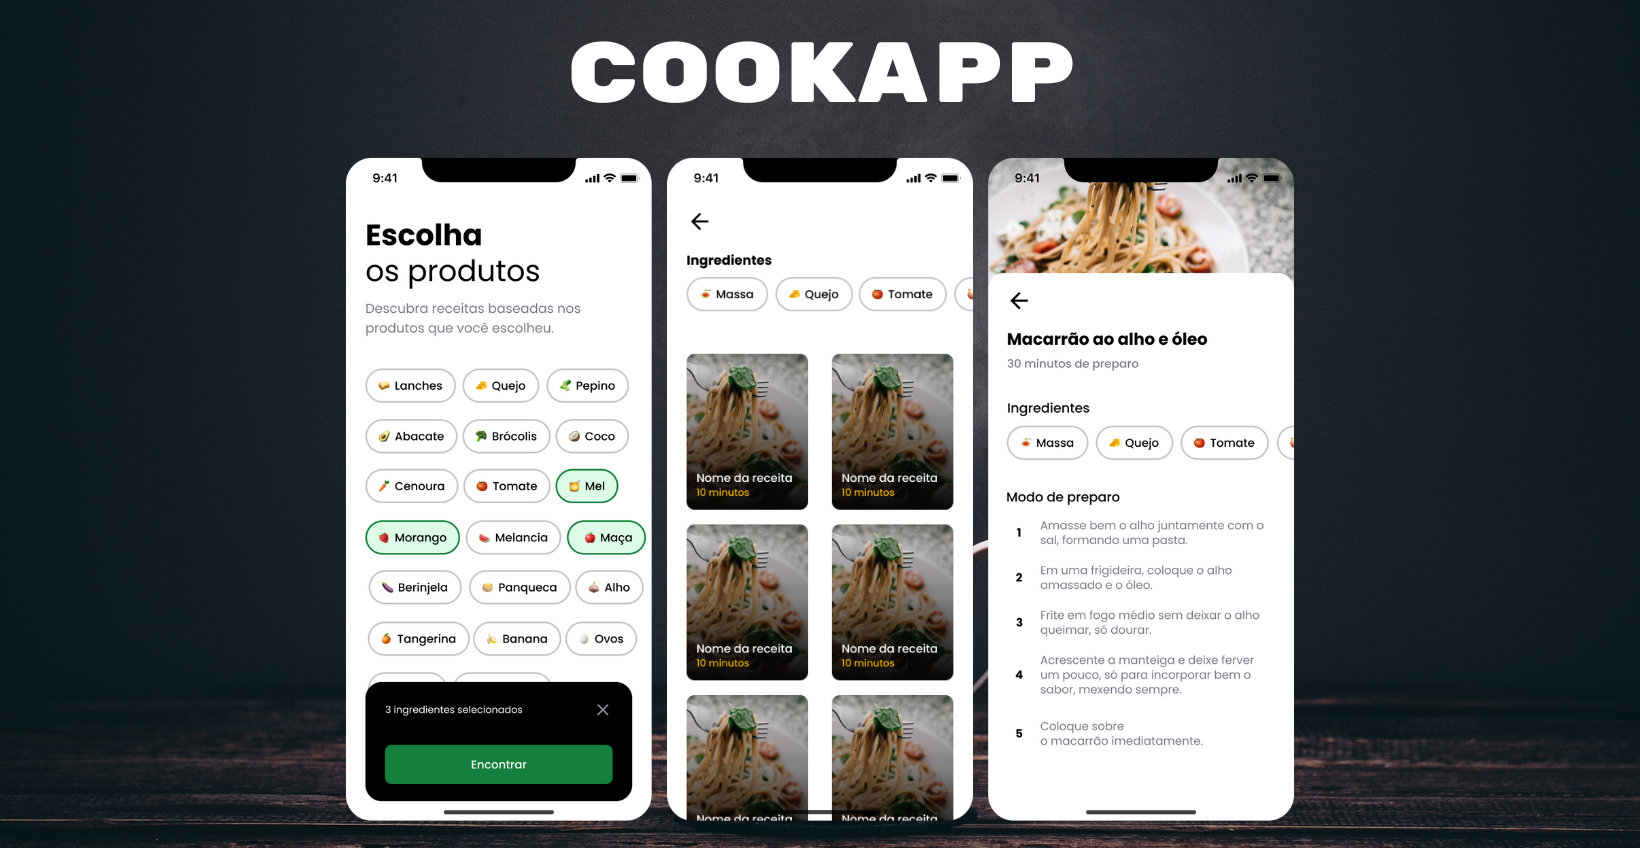 COOKAPP
9:41
Escolha
os produtos
Descubra receitas baseadas nos
produtos que você escolheu.
Lanches
Quejo
Pepino
Abacate
Brócolis
Coco
Cenoura
Tomate
Mel
Morango
Melancia
Maça
Berinjela
Panqueca
Alho
Tangerina
Banana
Ovos
3 ingredientes selecionados
Encontrar
9:41
Ingredientes
Massa
Quejo
Tomate
Nome da receita
10 minutos
Nome da receita
10 minutos
Nome da receita
10 minutos
Nome da receita
10 minutos
Nome da receita
Nome da receita
9:41
Macarrão ao alho e óleo
30 minutos de preparo
Ingredientes
Massa
Quejo
Tomate
Modo de preparo
1 Amasse bem o alho juntamente com o
sal, formando uma pasta.
2 Em uma frigideira, coloque o alho
amassado e o óleo.
3 Frite em fogo médio sem deixar o alho
queimar, só dourar.
4 Acrescente a manteiga e deixe ferver
um pouco, só para incorporar bem o
sabor, mexendo sempre.
5 Coloque sobre
o macarrão imediatamente.